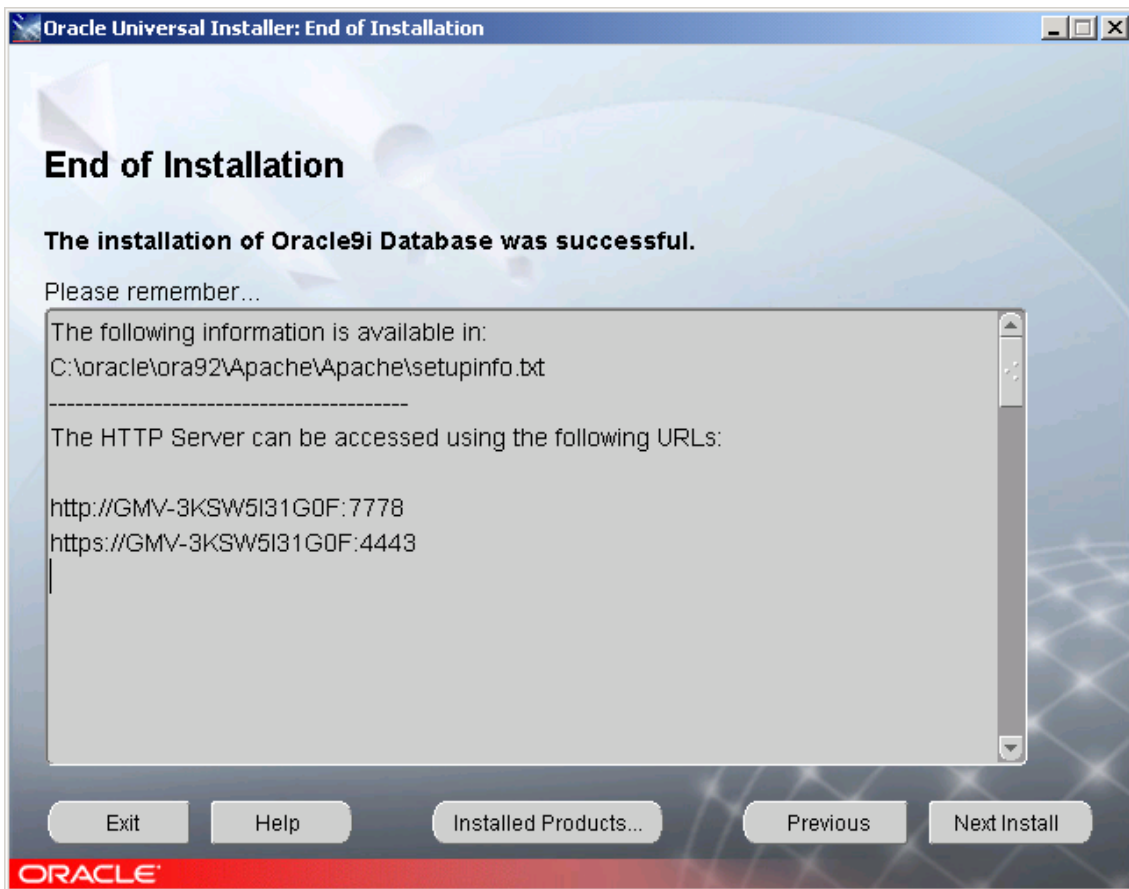 Oracle Universal Installer: End of Installation
End of Installation
The installation of Oracle9i Database was successful.
Please remember...
The following information is available in:
C:\oracle\ora92\Apache\Apache\setupinfo.txt
-----------------------------------------
The HTTP Server can be accessed using the following URLs:
http://GMV-3KSW5I31G0F:7778
https://GMV-3KSW5I31G0F:4443
Exit
Help
Installed Products...
Previous
Next Install
ORACLE